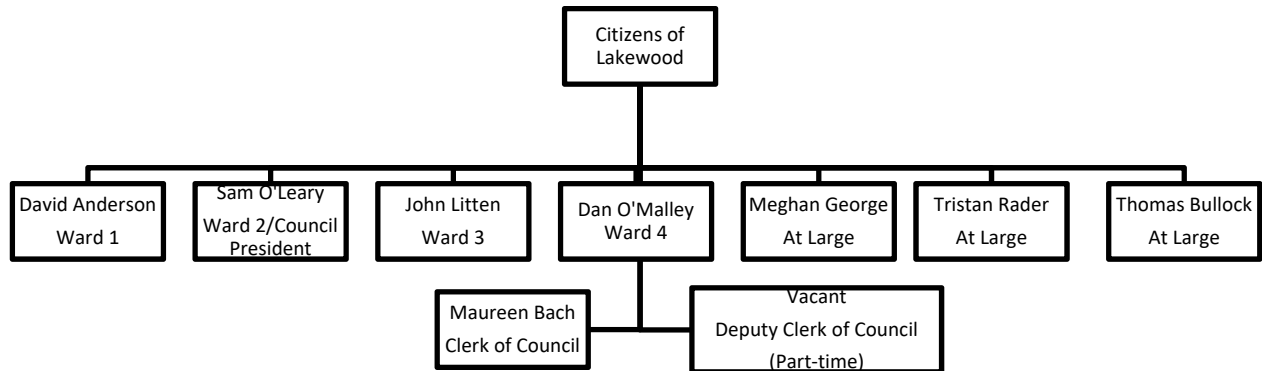 Citizens of
Lakewood
David Anderson
Ward 1
Sam O'Leary
Ward 2/Council
President
John Litten
Ward 3
Dan O'Malley
Ward 4
Meghan George
At Large
Tristan Rader
At Large
Thomas Bullock
At Large
Maureen Bach
Clerk of Council
Vacant
Deputy Clerk of Council
(Part-time)